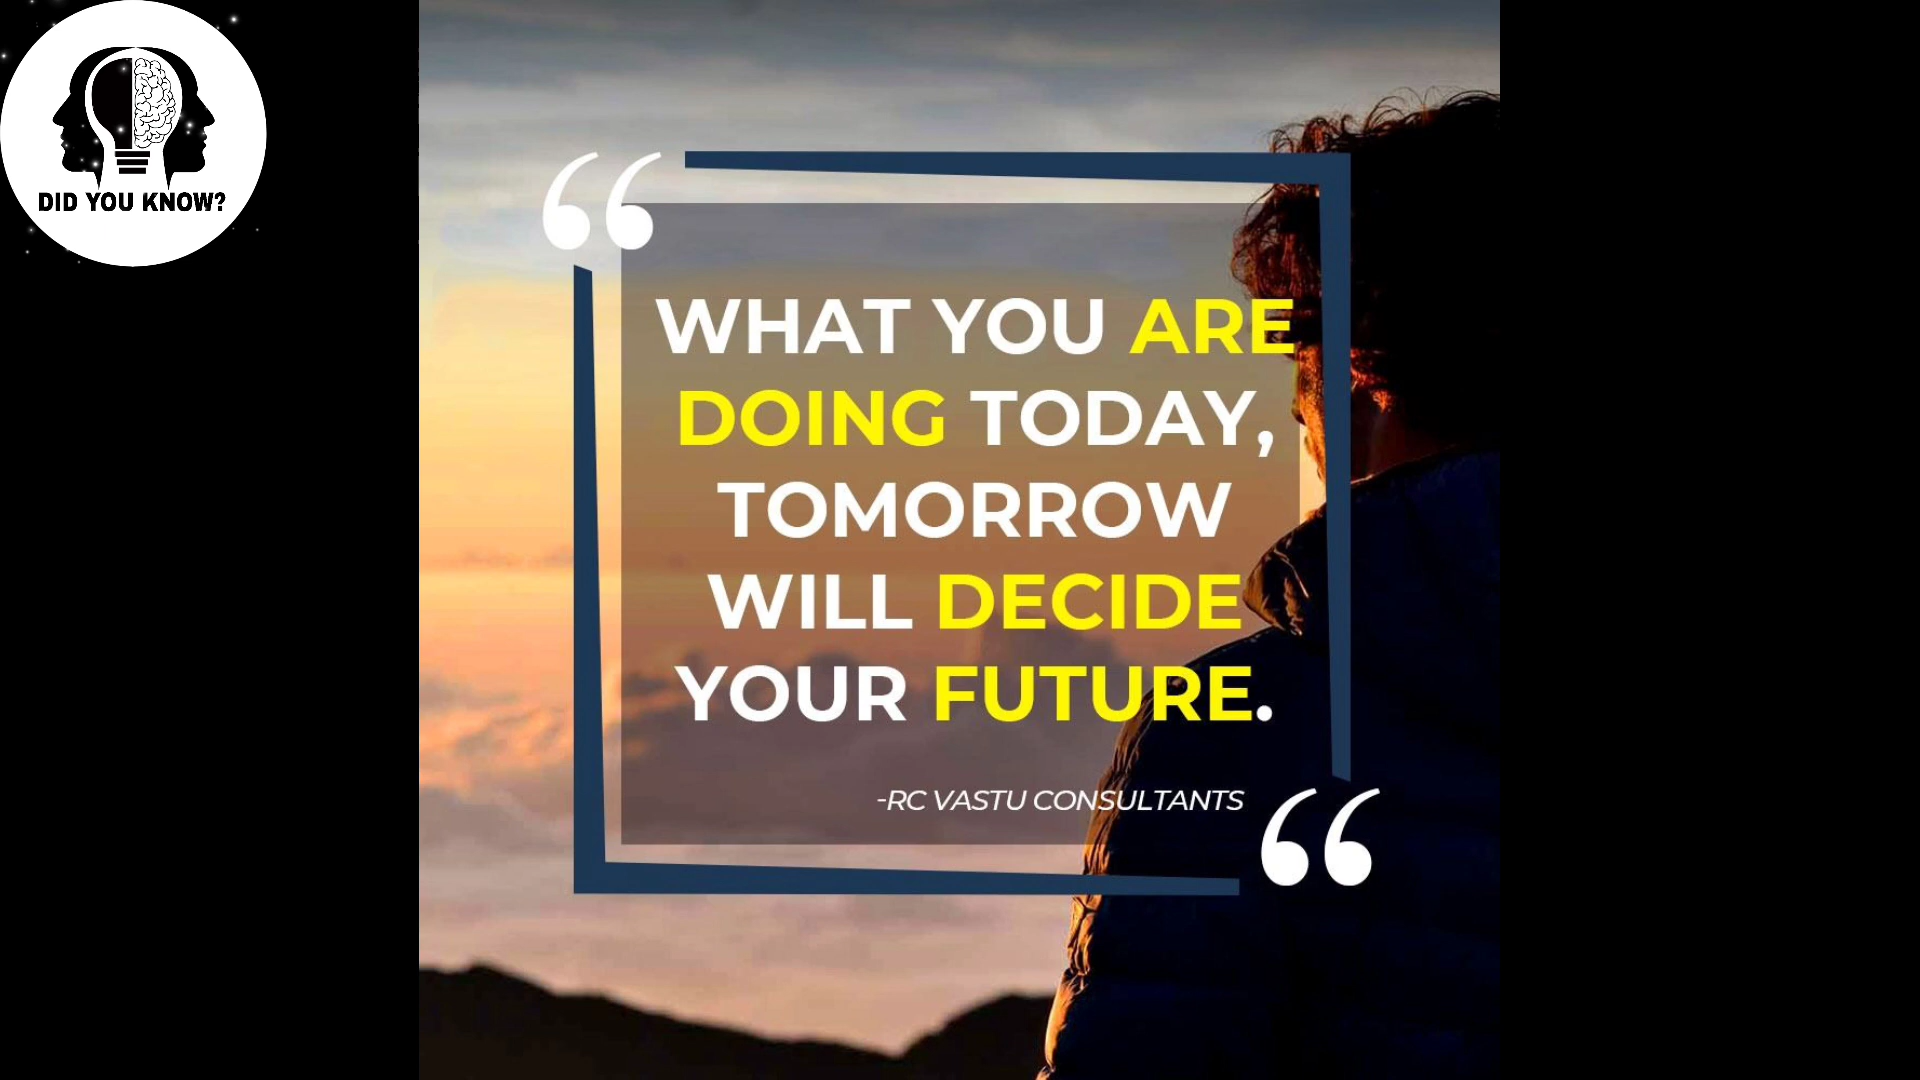 DID YOU KNOW?
“
WHAT YOU ARE
DOING TODAY,
TOMORROW
WILL DECIDE
YOUR FUTURE.
-RC VASTU CONSULTANTS
“